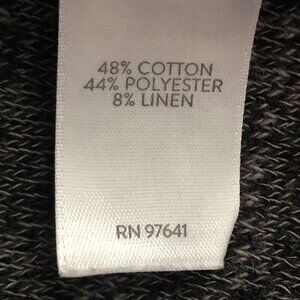 48% COTTON
44% POLYESTER
8% LINEN
RN 97641